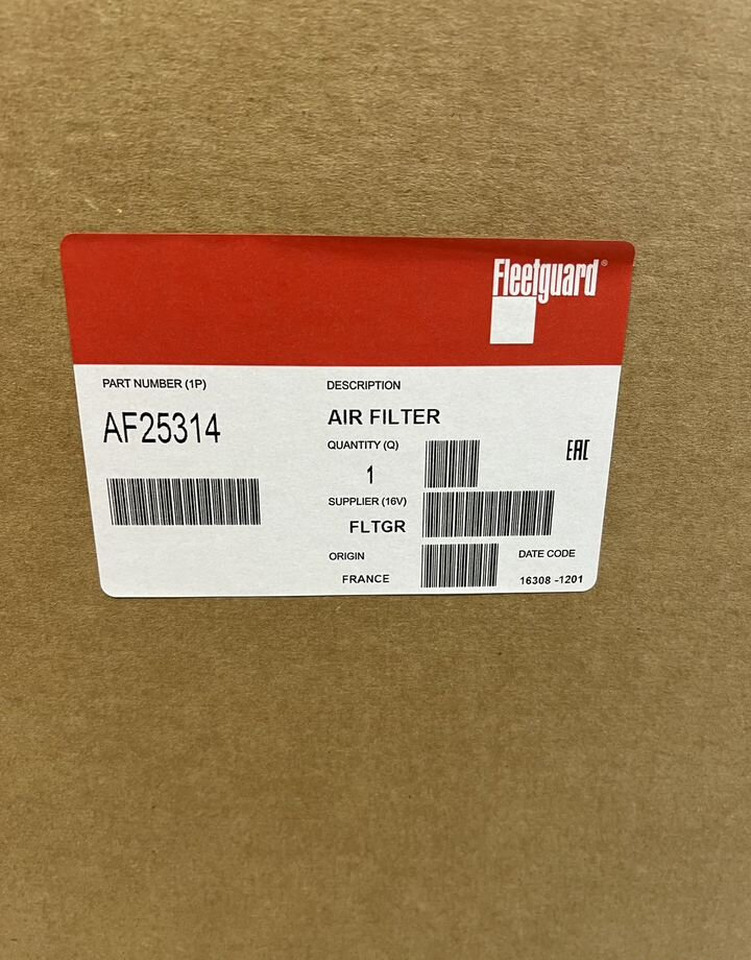 Fleetguard®
PART NUMBER (1P)
AF25314
DESCRIPTION
AIR FILTER
QUANTITY (Q)
1
EAC
SUPPLIER (16V)
FLTGR
ORIGIN
FRANCE
DATE CODE
16308 -1201